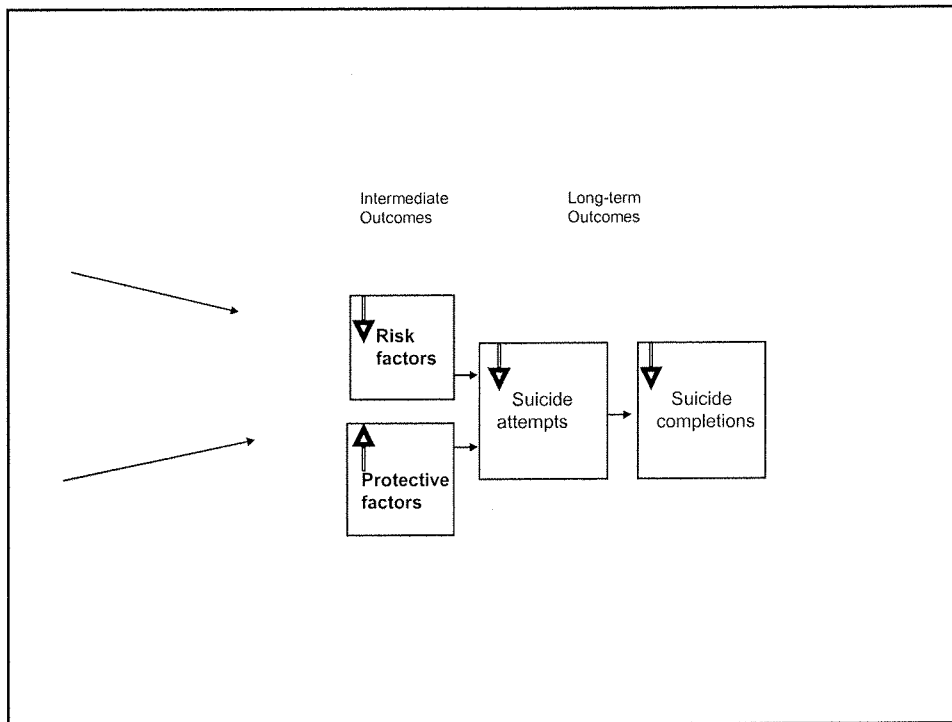 Intermediate
Outcomes
Long-term
Outcomes
Risk
factors
Protective
factors
Suicide
attempts
Suicide
completions